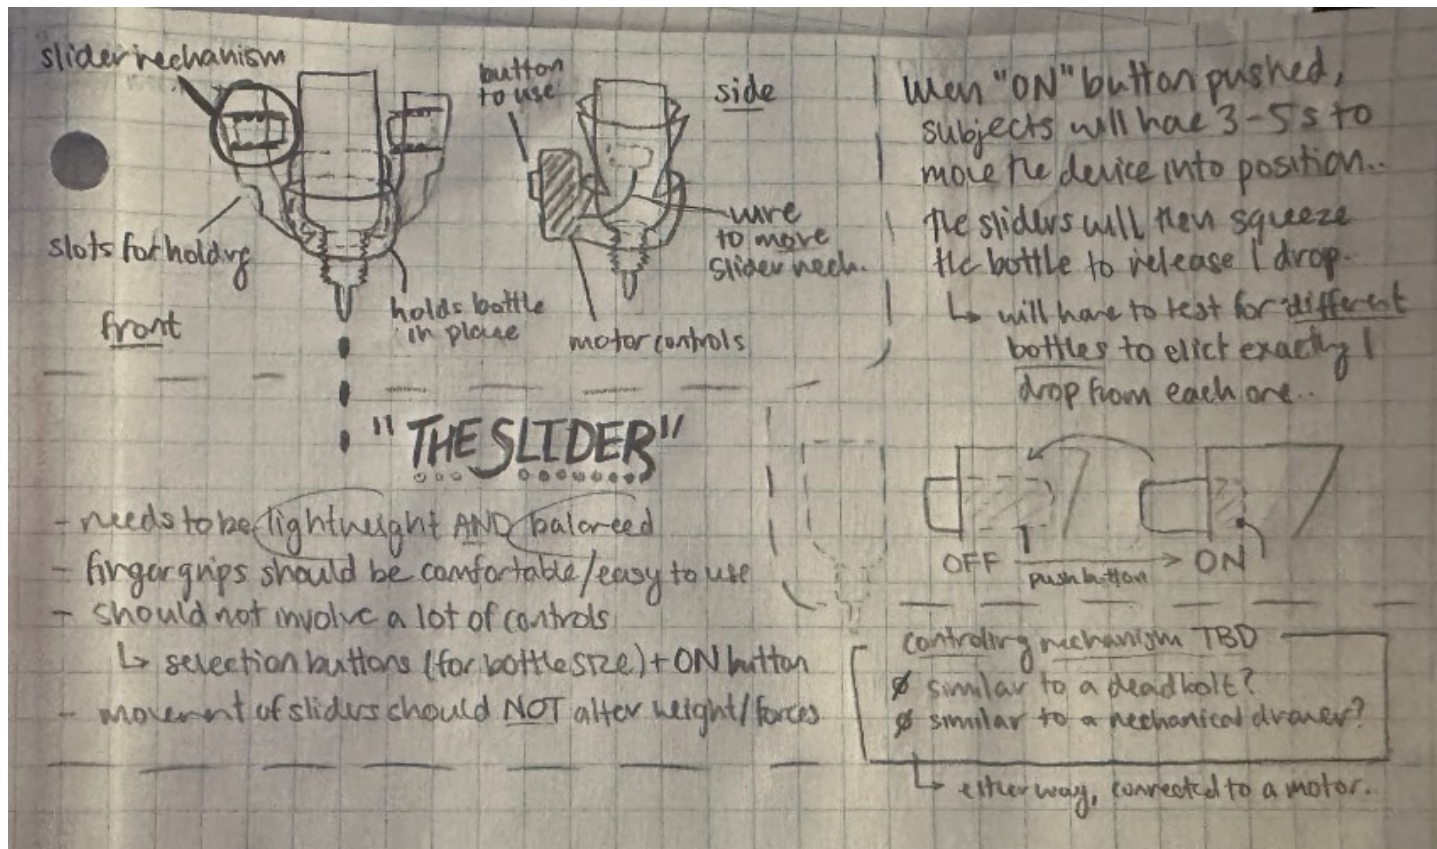 slider mechanism
slots for holding
front
holds bottle
in place
button
to use
side
wire
to move
slider mech.
motor controls
When "ON" button pushed,
subjects will have 3-5s to
move the device into position..
The sliders will then squeeze
the bottle to release 1 drop.
↳ will have to test for different
bottles to elict exactly 1
drop from each one..
"THE SLIDER"
- needs to be lightweight AND balanced
- finger grips should be comfortable/easy to use
- should not involve a lot of controls
↳ selection buttons (for bottle size) + ON button
- movement of sliders should NOT alter weight/forces
OFF push button ON
controling mechanism TBD
ø similar to a deadbolt?
ø similar to a mechanical drawer?
↳ either way, connected to a motor..